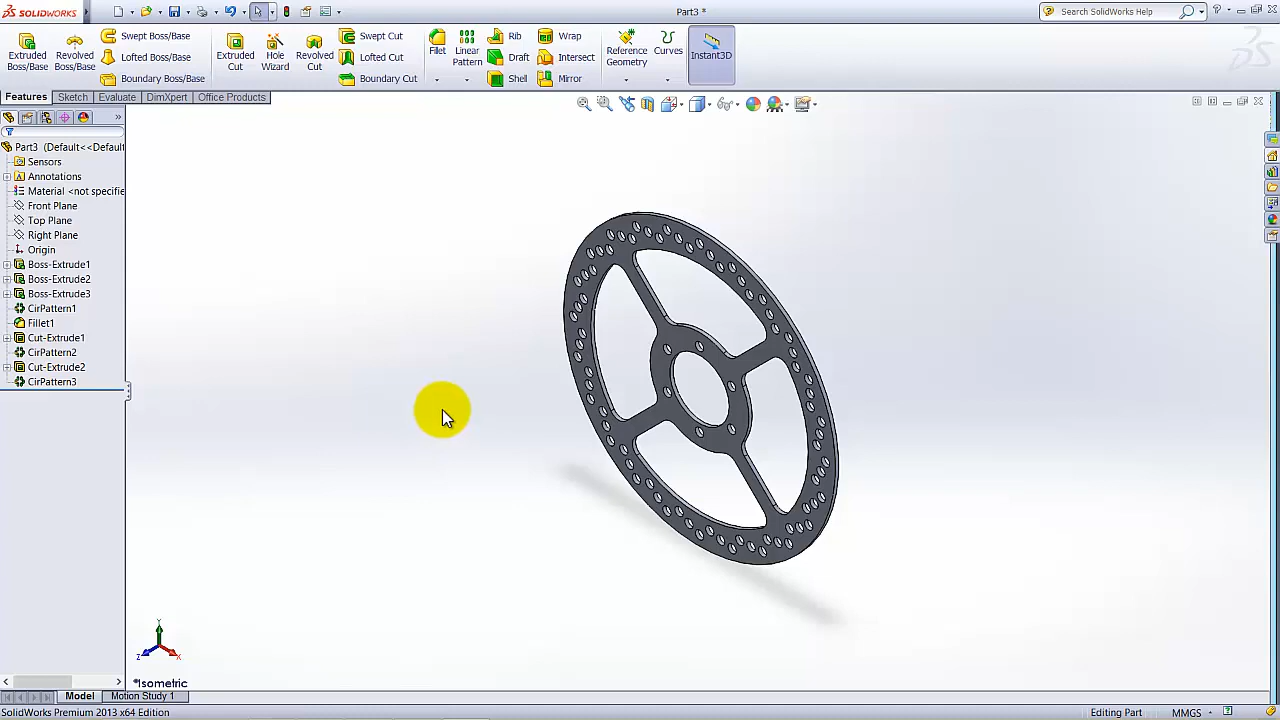 SOLIDWORKS
Part3 *
Search SolidWorks Help
Extruded Boss/Base
Revolved Boss/Base
Swept Boss/Base
Lofted Boss/Base
Boundary Boss/Base
Extruded Cut
Hole Wizard
Revolved Cut
Swept Cut
Lofted Cut
Boundary Cut
Fillet
Linear Pattern
Rib
Draft
Shell
Wrap
Intersect
Mirror
Reference Geometry
Curves
Instant3D
Features
Sketch
Evaluate
DimXpert
Office Products
Part3 (Default<<Default
Sensors
Annotations
Material <not specifie
Front Plane
Top Plane
Right Plane
Origin
Boss-Extrude1
Boss-Extrude2
Boss-Extrude3
CirPattern1
Fillet1
Cut-Extrude1
CirPattern2
Cut-Extrude2
CirPattern3
Y
Z
X
*Isometric
Model
Motion Study 1
SolidWorks Premium 2013 x64 Edition
Editing Part
MMGS